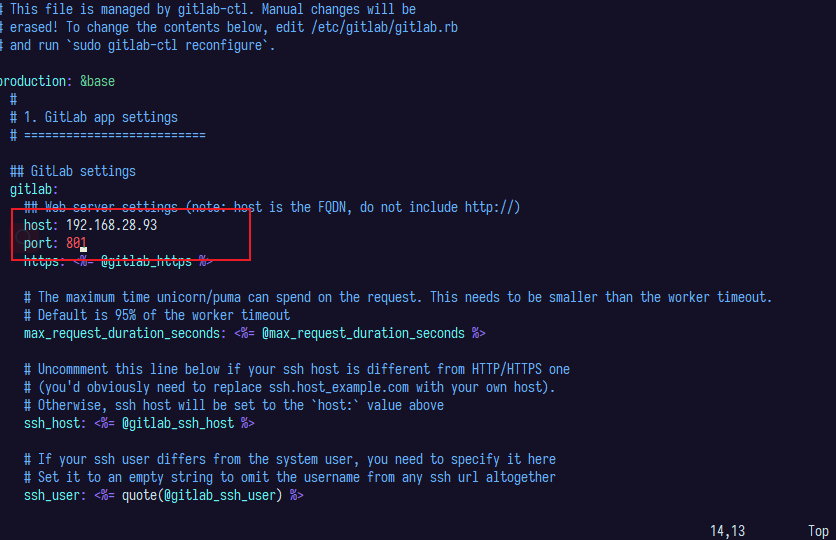 # This file is managed by gitlab-ctl. Manual changes will be
# erased! To change the contents below, edit /etc/gitlab/gitlab.rb
# and run `sudo gitlab-ctl reconfigure`.
production: &base
#
# 1. GitLab app settings
# ==========================
## GitLab settings
gitlab:
## Web server settings (note: host is the FQDN, do not include http://)
host: 192.168.28.93
port: 801
https: <%= @gitlab_https %>
# The maximum time unicorn/puma can spend on the request. This needs to be smaller than the worker timeout.
# Default is 95% of the worker timeout
max_request_duration_seconds: <%= @max_request_duration_seconds %>
# Uncommment this line below if your ssh host is different from HTTP/HTTPS one
# (you'd obviously need to replace ssh.host_example.com with your own host).
# Otherwise, ssh host will be set to the `host:` value above
ssh_host: <%= @gitlab_ssh_host %>
# If your ssh user differs from the system user, you need to specify it here
# Set it to an empty string to omit the username from any ssh url altogether
ssh_user: <%= quote(@gitlab_ssh_user) %>
14,13 Top